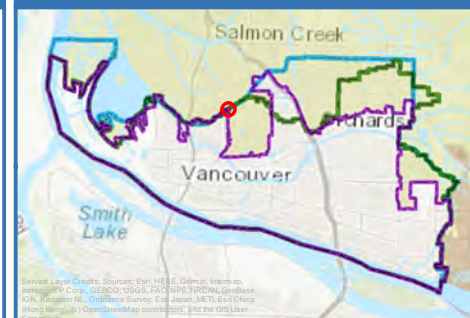 Salmon Creek
Orchards
Vancouver
Smith
Lake
Service Layer Credits: Sources: Esri, HERE, Garmin, Intermap,
increment P Corp., GEBCO, USGS, FAO, NPS, NRCAN, GeoBase,
IGN, Kadaster NL, Ordnance Survey, Esri Japan, METI, Esri China
(Hong Kong), (c) OpenStreetMap contributors, and the GIS User